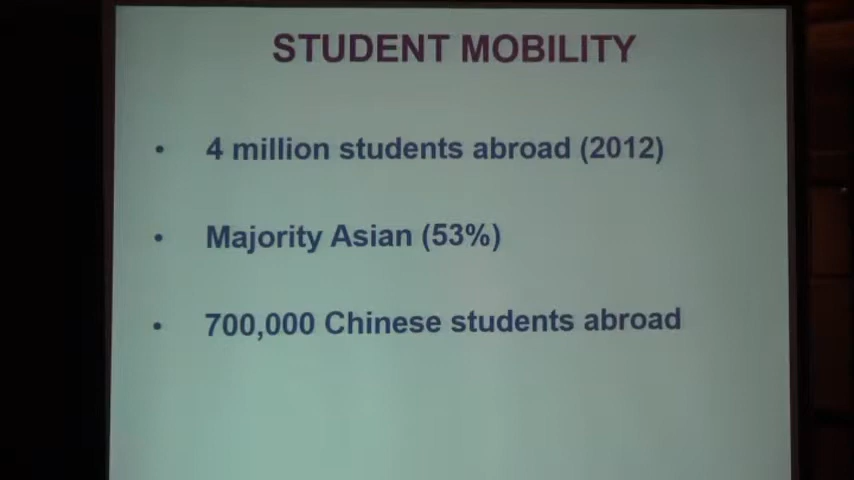 STUDENT MOBILITY
• 4 million students abroad (2012)
• Majority Asian (53%)
• 700,000 Chinese students abroad